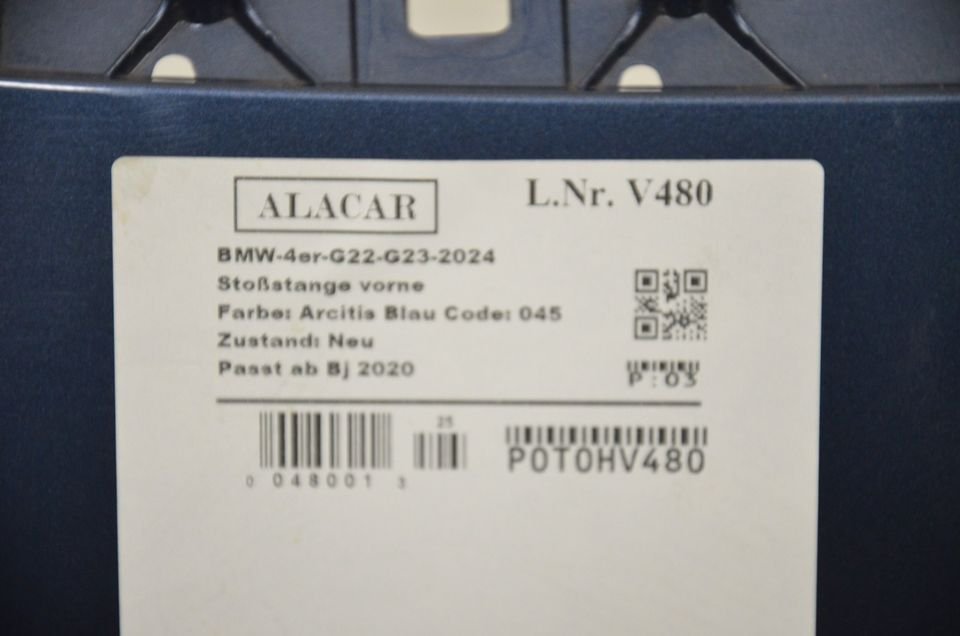 ALACAR
L.Nr. V480
BMW-4er-G22-G23-2024
Stoßstange vorne
Farbe: Arcitis Blau Code: 045
Zustand: Neu
Passt ab Bj 2020
P:03
25
0 048001 3
P0T0HV480